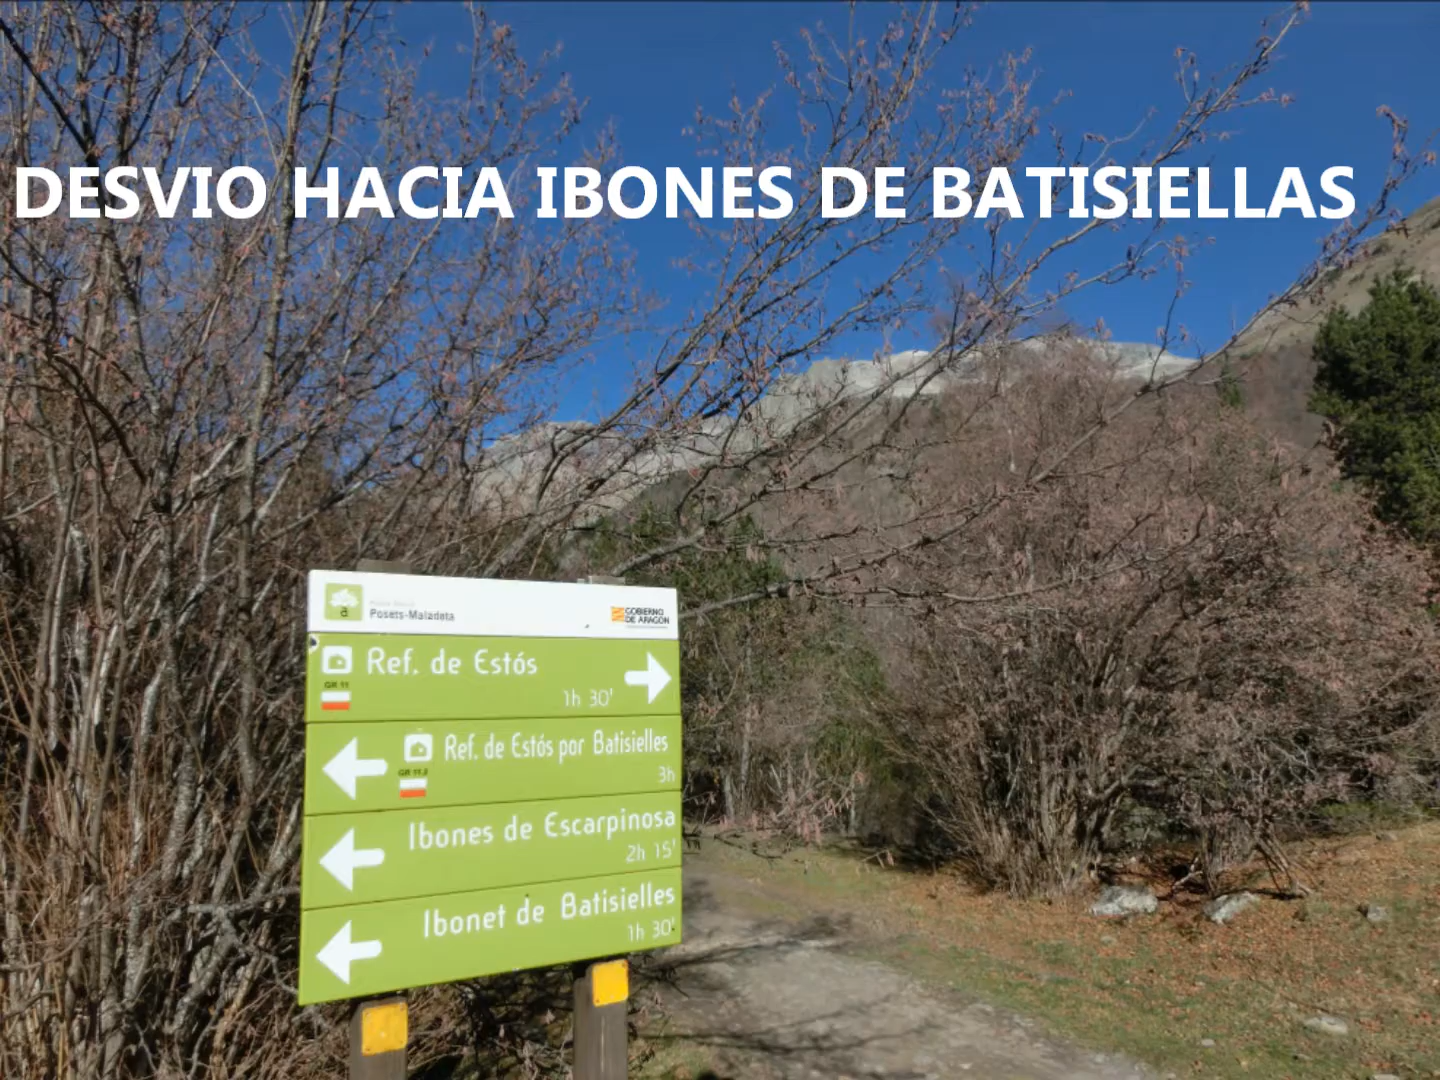 DESVIO HACIA IBONES DE BATISIELLAS
Posets-Maladeta
GOBIERNO
DE ARAGON
Ref. de Estós
GR 11
1h 30'
Ref. de Estós por Batisielles
GR 11.2
3h
Ibones de Escarpinosa
2h 15'
Ibonet de Batisielles
1h 30'